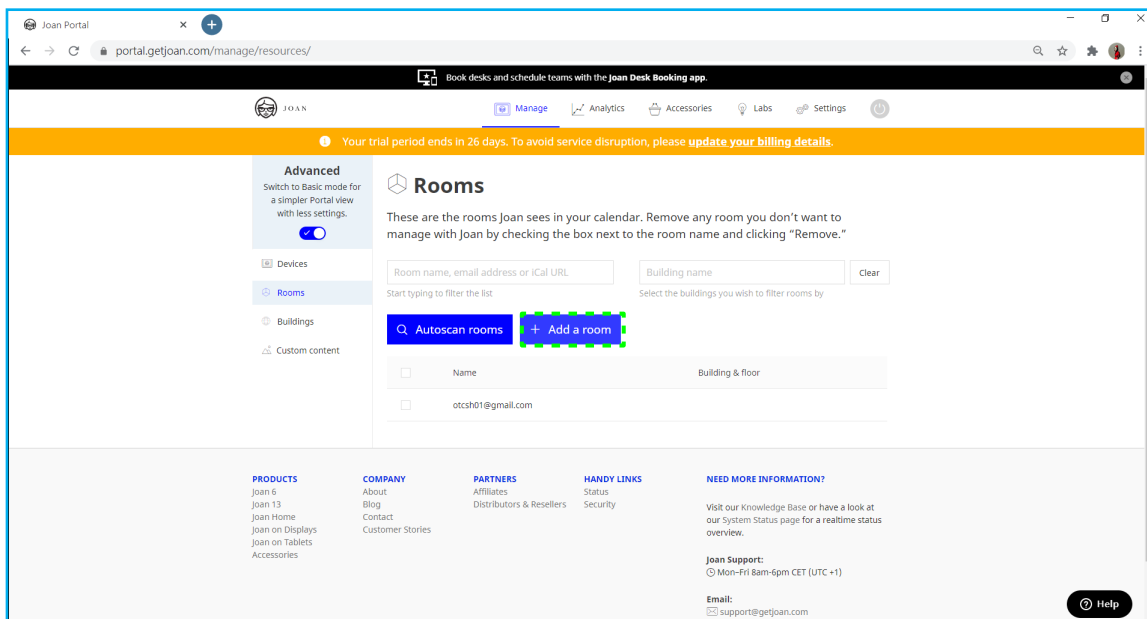 Joan Portal
portal.getjoan.com/manage/resources/
Book desks and schedule teams with the Joan Desk Booking app.
JOAN
Manage
Analytics
Accessories
Labs
Settings
Your trial period ends in 26 days. To avoid service disruption, please update your billing details.
Advanced
Switch to Basic mode for
a simpler Portal view
with less settings.
Devices
Rooms
Buildings
Custom content
Rooms
These are the rooms Joan sees in your calendar. Remove any room you don't want to
manage with Joan by checking the box next to the room name and clicking “Remove.”
Room name, email address or iCal URL
Building name
Clear
Start typing to filter the list
Select the buildings you wish to filter rooms by
Autoscan rooms
+ Add a room
Name
Building & floor
otcsh01@gmail.com
PRODUCTS
Joan 6
Joan 13
Joan Home
Joan on Displays
Joan on Tablets
Accessories
COMPANY
About
Blog
Contact
Customer Stories
PARTNERS
Affiliates
Distributors & Resellers
HANDY LINKS
Status
Security
NEED MORE INFORMATION?
Visit our Knowledge Base or have a look at
our System Status page for a realtime status
overview.
Joan Support:
Mon–Fri 8am-6pm CET (UTC +1)
Email:
support@getjoan.com
Help